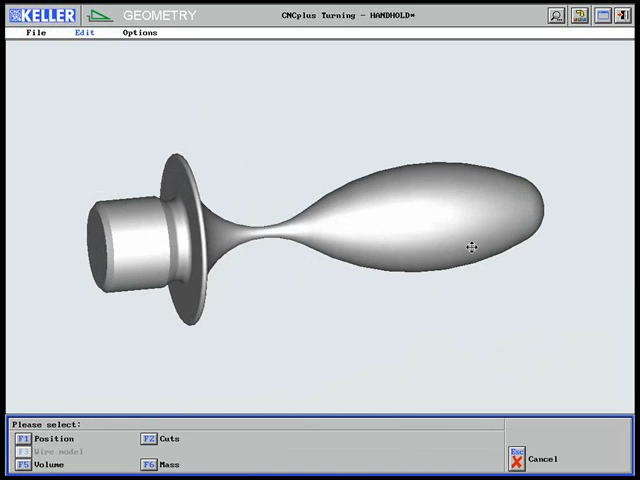 KELLER GEOMETRY CNCplus Turning - HANDHOLD*
File Edit Options
Please select:
F1 Position F2 Cuts
F3 Wire model
F5 Volume F6 Mass
Esc Cancel